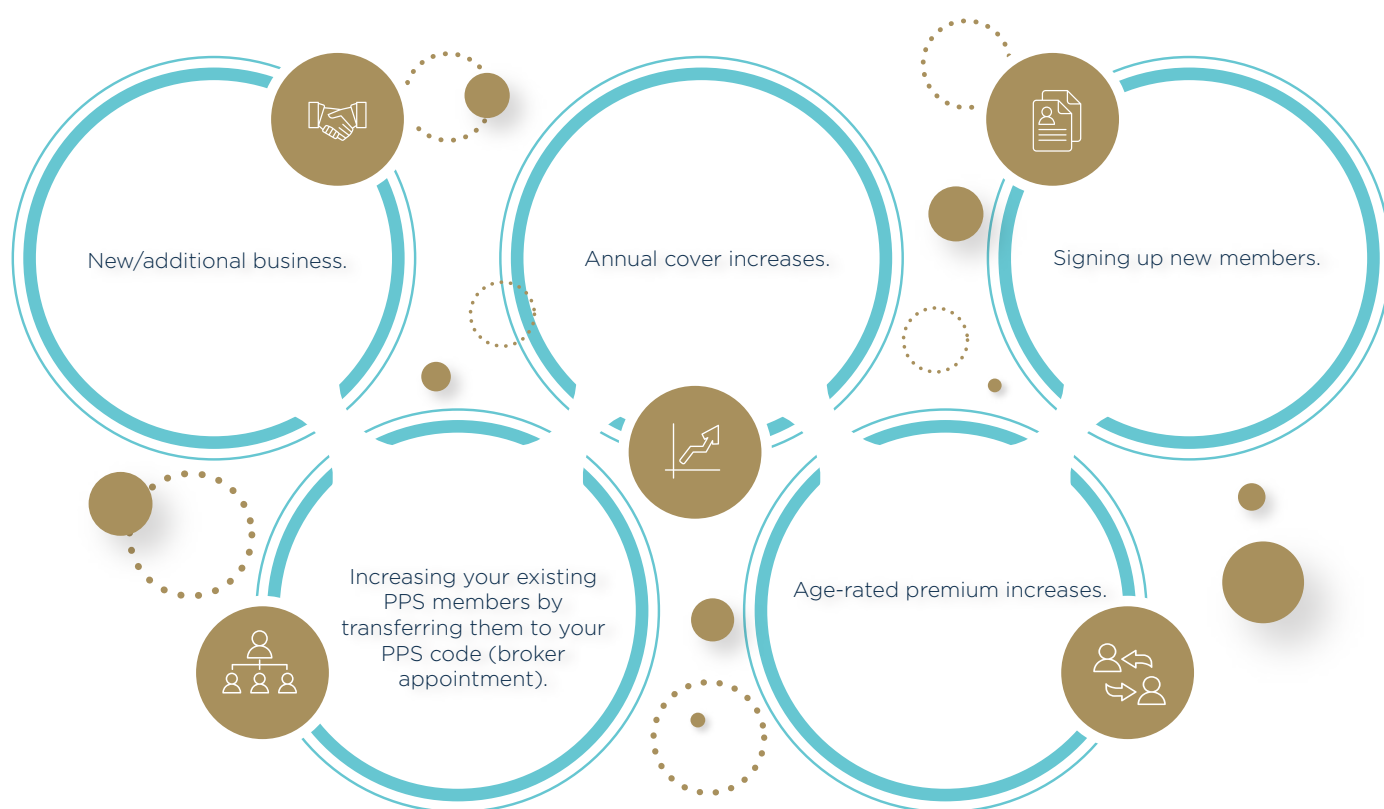 New/additional business.
Annual cover increases.
Signing up new members.
Increasing your existing
PPS members by
transferring them to your
PPS code (broker
appointment).
Age-rated premium increases.